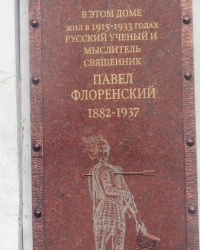 В ЭТОМ ДОМЕ
ЖИЛ В 1915-1933 ГОДАХ
РУССКИЙ УЧЕНЫЙ И
МЫСЛИТЕЛЬ
СВЯЩЕННИК
ПАВЕЛ
ФЛОРЕНСКИЙ
1882-1937